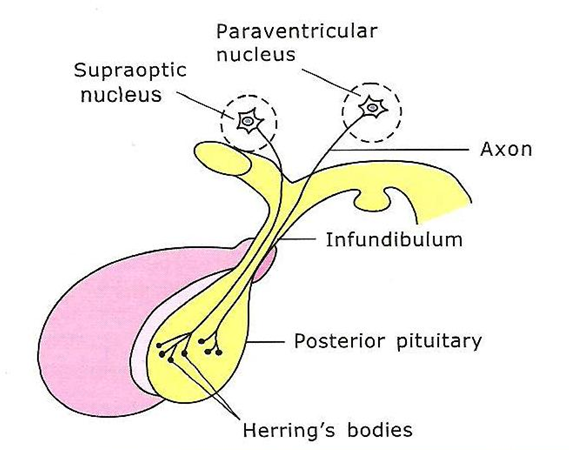 Paraventricular
nucleus
Supraoptic
nucleus
Axon
Infundibulum
Posterior pituitary
Herring's bodies